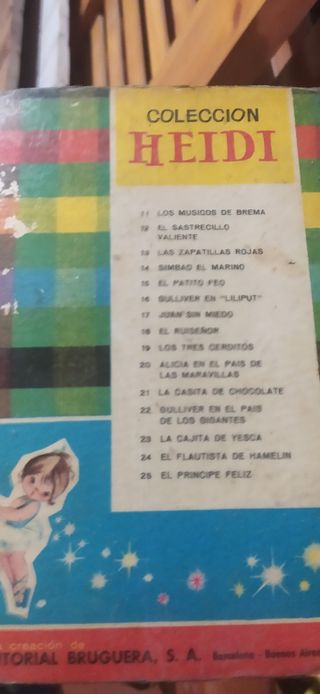 COLECCION
HEIDI
11 LOS MUSICOS DE BREMA
12 EL SASTRECILLO
VALIENTE
13 LAS ZAPATILLAS ROJAS
14 SIMBAD EL MARINO
15 EL PATITO FEO
16 GULLIVER EN "LILIPUT"
17 JUAN SIN MIEDO
18 EL RUISEÑOR
19 LOS TRES CERDITOS
20 ALICIA EN EL PAIS DE
LAS MARAVILLAS
21 LA CASITA DE CHOCOLATE
22 GULLIVER EN EL PAIS
DE LOS GIGANTES
23 LA CAJITA DE YESCA
24 EL FLAUTISTA DE HAMELIN
25 EL PRINCIPE FELIZ
creación de
ITORIAL BRUGUERA, S. A. Barcelona - Buenos Aires